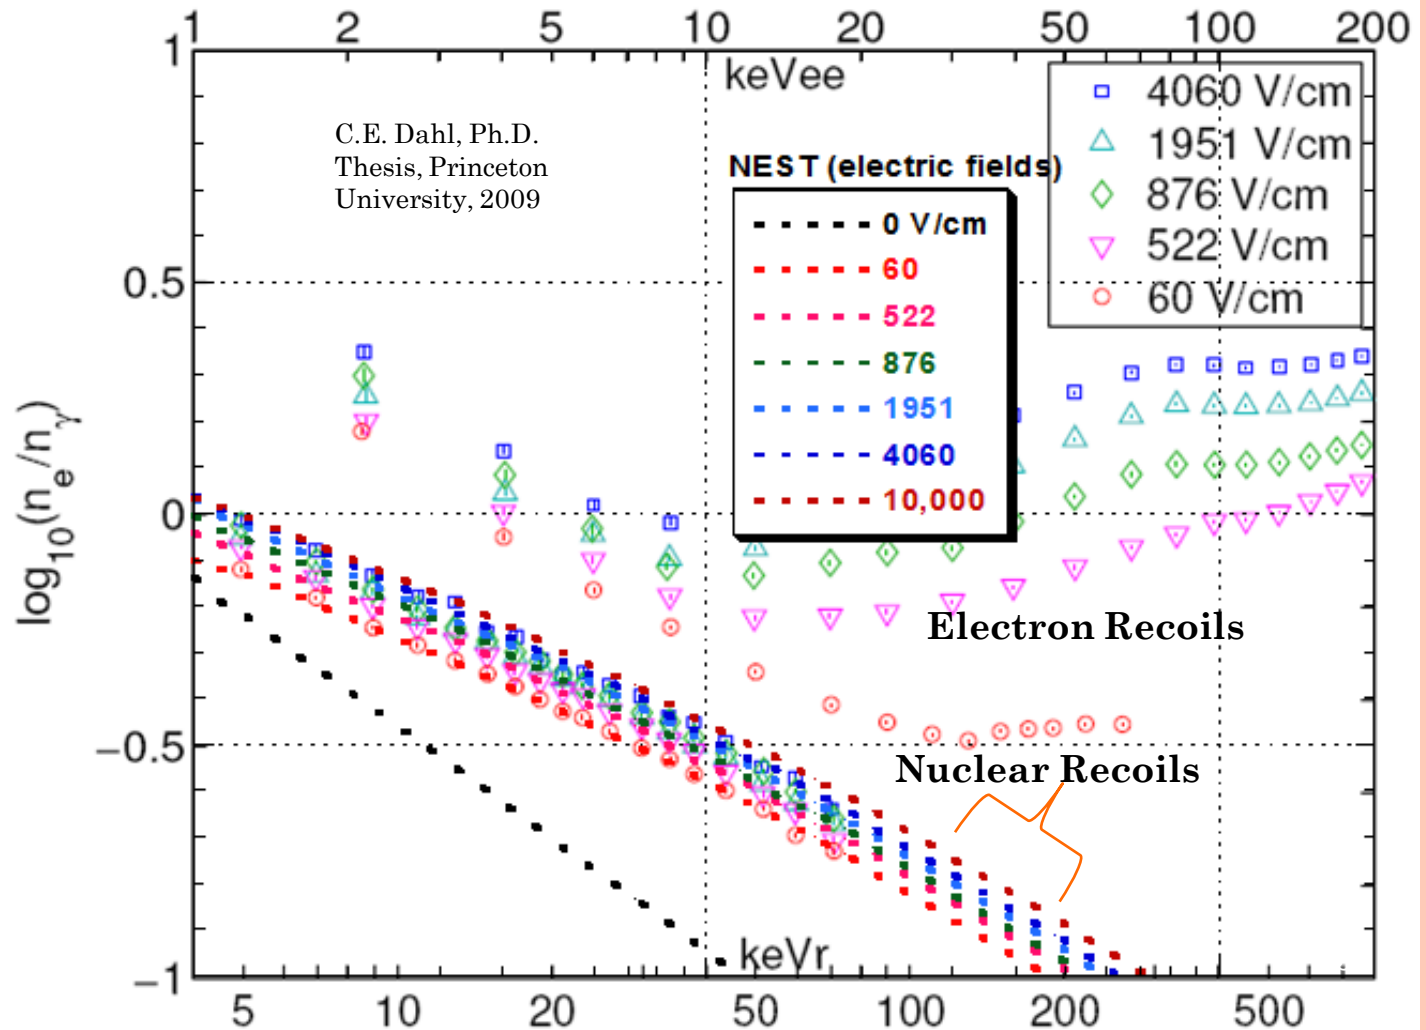 1 2 5 10 20 50 100 200
keVee
4060 V/cm
1951 V/cm
876 V/cm
522 V/cm
60 V/cm
C.E. Dahl, Ph.D.
Thesis, Princeton
University, 2009
NEST (electric fields)
0 V/cm
60
522
876
1951
4060
10,000
1
0.5
0
−0.5
−1
log10(ne/nγ)
Electron Recoils
Nuclear Recoils
keVr
5 10 20 50 100 200 500